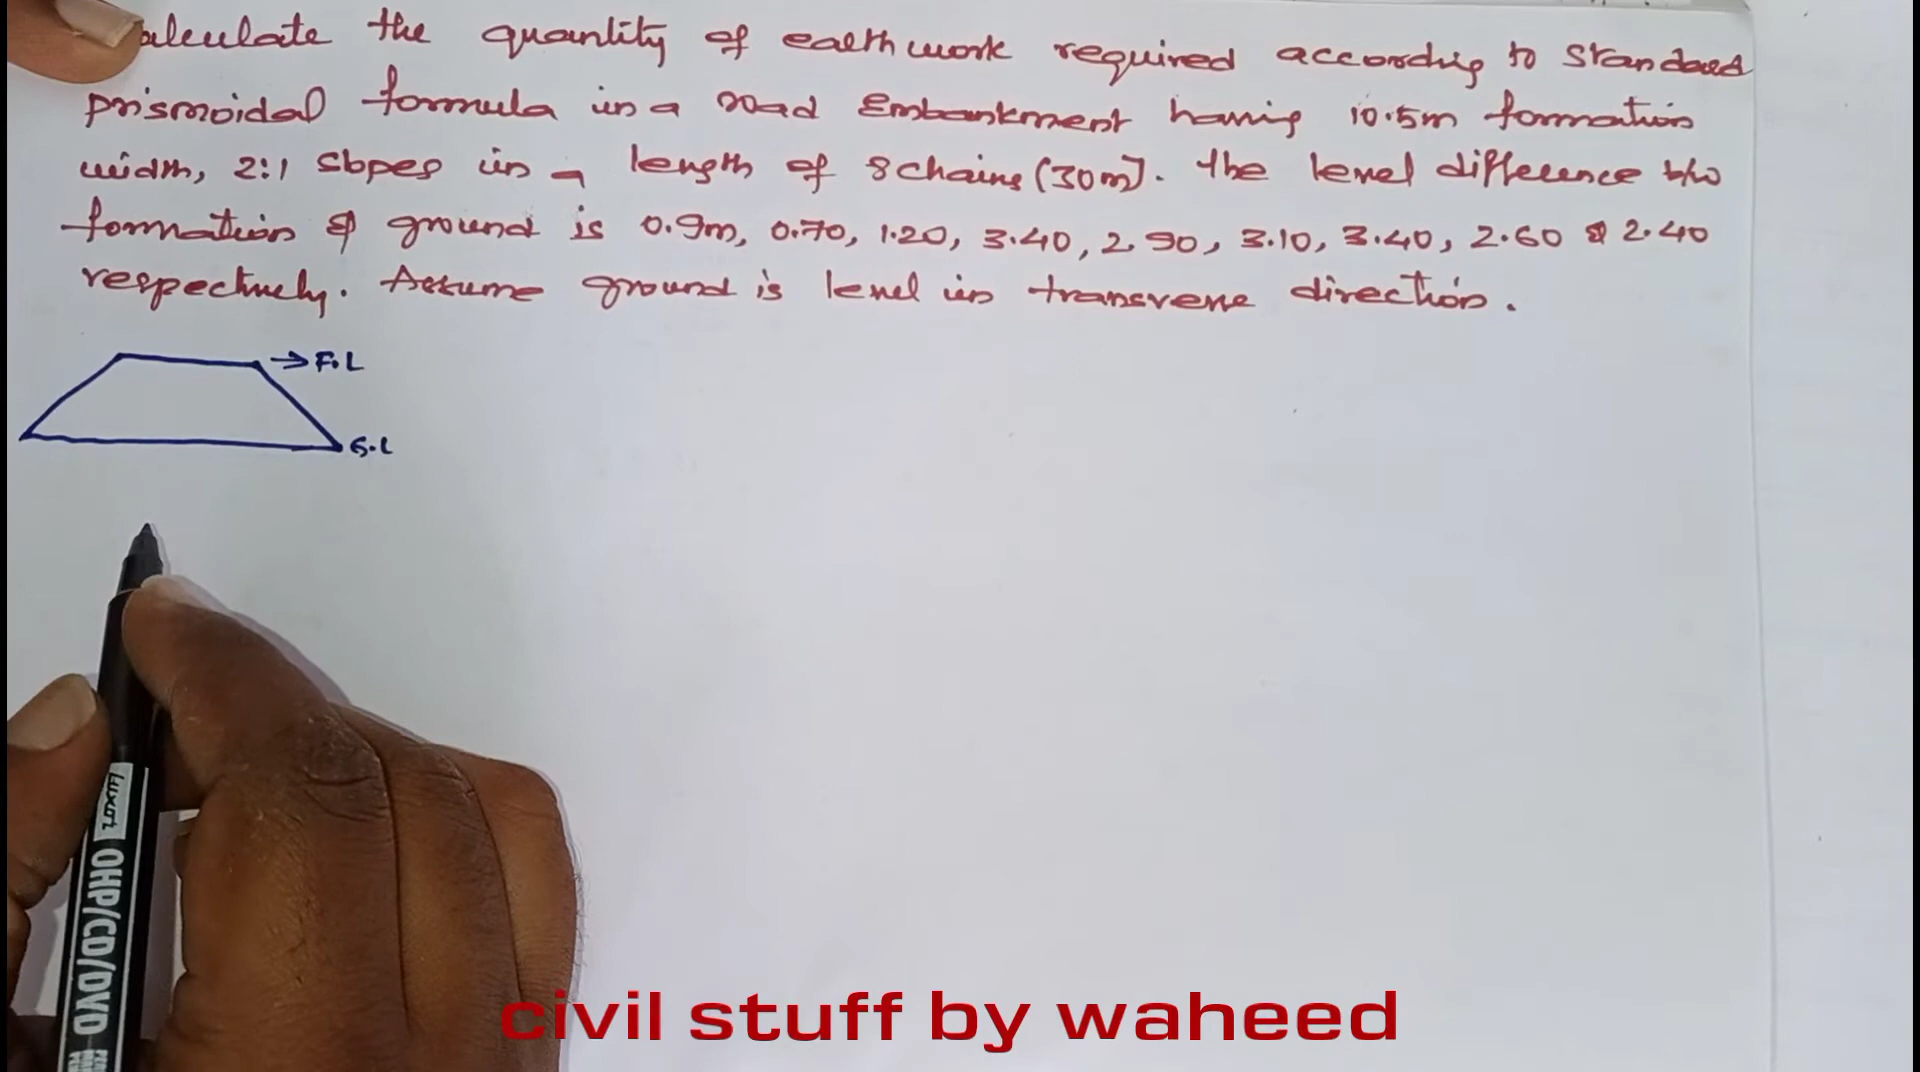 alculate the quantity of earthwork required according to standard
prismoidal formula in a road Embankment having 10.5m formation
width, 2:1 slopes in a length of 8 chains (30m). The level difference b/w
formation & ground is 0.9m, 0.70, 1.20, 3.40, 2.90, 3.10, 3.40, 2.60 & 2.40
respectively. Assume ground is level in transverse direction.
→ F.L
G.L
LUXOR
OHP/CD/DVD
civil stuff by waheed